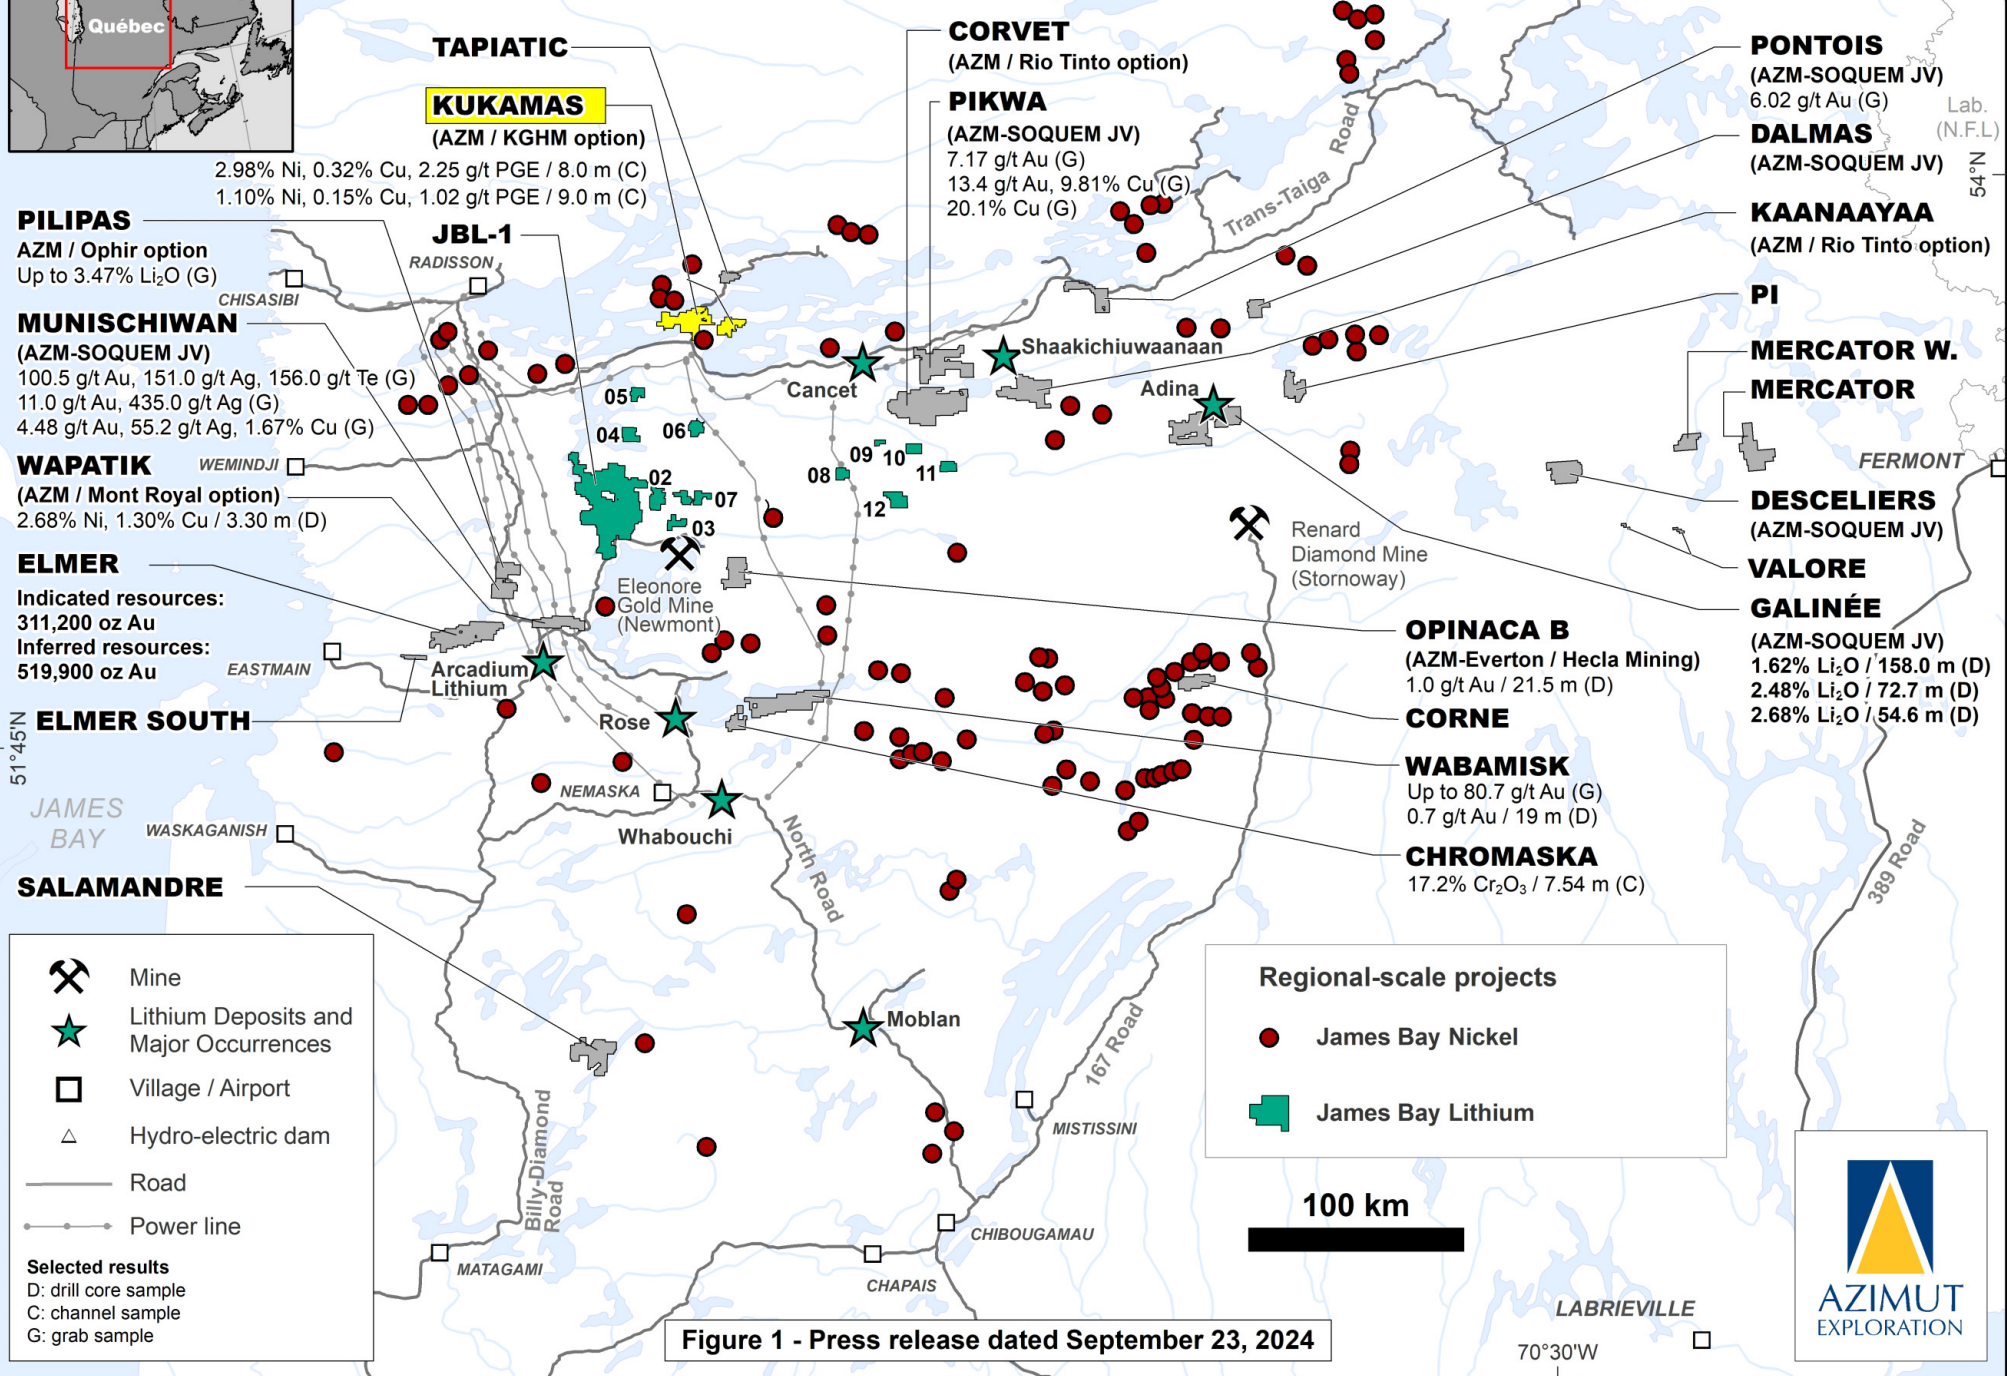 Québec
TAPIATIC
KUKAMAS
(AZM / KGHM option)
2.98% Ni, 0.32% Cu, 2.25 g/t PGE / 8.0 m (C)
1.10% Ni, 0.15% Cu, 1.02 g/t PGE / 9.0 m (C)
JBL-1
RADISSON
CORVET
(AZM / Rio Tinto option)
PIKWA
(AZM-SOQUEM JV)
7.17 g/t Au (G)
13.4 g/t Au, 9.81% Cu (G)
20.1% Cu (G)
Trans-Taiga
Road
PONTOIS
(AZM-SOQUEM JV)
6.02 g/t Au (G)
DALMAS
(AZM-SOQUEM JV)
KAANAAYAA
(AZM / Rio Tinto option)
PI
MERCATOR W.
MERCATOR
FERMONT
DESCELIERS
(AZM-SOQUEM JV)
VALORE
GALINÉE
(AZM-SOQUEM JV)
1.62% Li₂O / 158.0 m (D)
2.48% Li₂O / 72.7 m (D)
2.68% Li₂O / 54.6 m (D)
Lab.
(N.F.L)
54°N
PILIPAS
AZM / Ophir option
Up to 3.47% Li₂O (G)
CHISASIBI
MUNISCHIWAN
(AZM-SOQUEM JV)
100.5 g/t Au, 151.0 g/t Ag, 156.0 g/t Te (G)
11.0 g/t Au, 435.0 g/t Ag (G)
4.48 g/t Au, 55.2 g/t Ag, 1.67% Cu (G)
WAPATIK
WEMINDJI
(AZM / Mont Royal option)
2.68% Ni, 1.30% Cu / 3.30 m (D)
ELMER
Indicated resources:
311,200 oz Au
Inferred resources:
519,900 oz Au
EASTMAIN
ELMER SOUTH
51°45'N
JAMES
BAY
WASKAGANISH
SALAMANDRE
Cancet
Shaakichiuwaanaan
Adina
05
04
06
02
07
03
08
09
10
11
12
Eleonore
Gold Mine
(Newmont)
Renard
Diamond Mine
(Stornoway)
Arcadium
Lithium
Rose
NEMASKA
Whabouchi
North Road
OPINACA B
(AZM-Everton / Hecla Mining)
1.0 g/t Au / 21.5 m (D)
CORNE
WABAMISK
Up to 80.7 g/t Au (G)
0.7 g/t Au / 19 m (D)
CHROMASKA
17.2% Cr₂O₃ / 7.54 m (C)
389 Road
Moblan
167 Road
MISTISSINI
CHIBOUGAMAU
CHAPAIS
MATAGAMI
Billy-Diamond
Road
LABRIEVILLE
70°30'W
Mine
Lithium Deposits and
Major Occurrences
Village / Airport
Hydro-electric dam
Road
Power line
Selected results
D: drill core sample
C: channel sample
G: grab sample
Regional-scale projects
James Bay Nickel
James Bay Lithium
100 km
AZIMUT
EXPLORATION
Figure 1 - Press release dated September 23, 2024